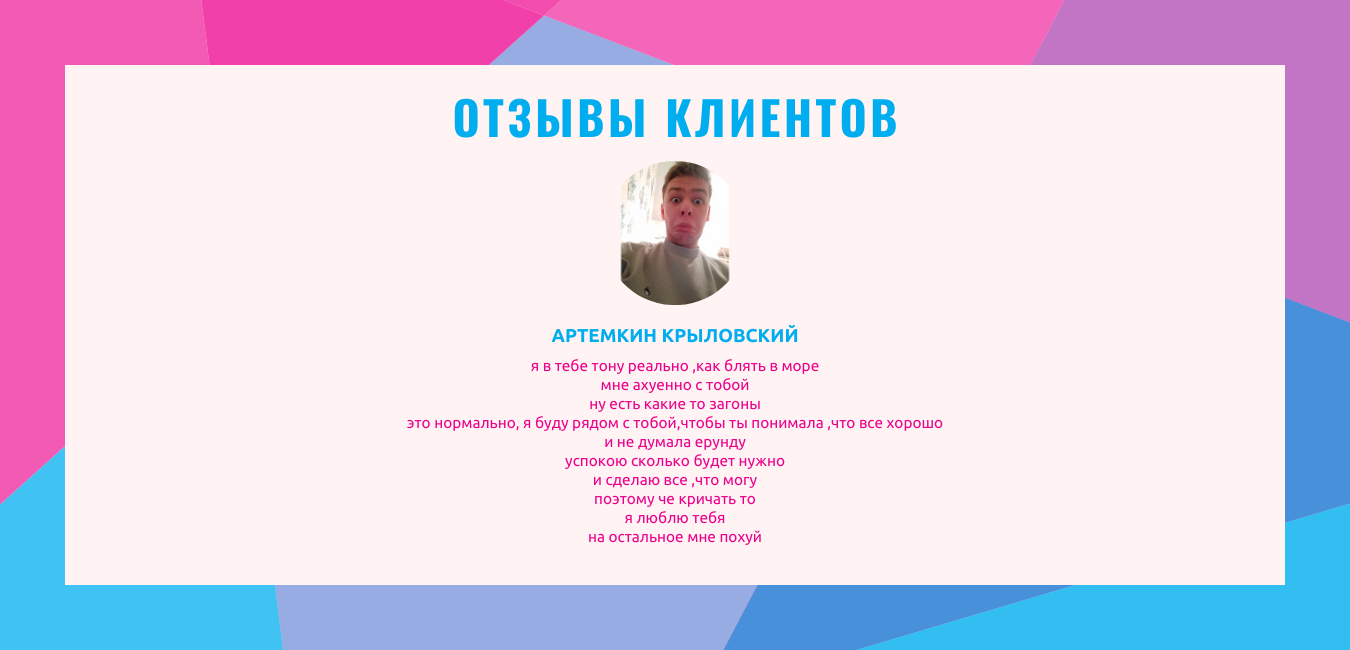 ОТЗЫВЫ КЛИЕНТОВ
АРТЕМКИН КРЫЛОВСКИЙ
я в тебе тону реально ,как блять в море
мне ахуенно с тобой
ну есть какие то загоны
это нормально, я буду рядом с тобой,чтобы ты понимала ,что все хорошо
и не думала ерунду
успокою сколько будет нужно
и сделаю все ,что могу
поэтому че кричать то
я люблю тебя
на остальное мне похуй